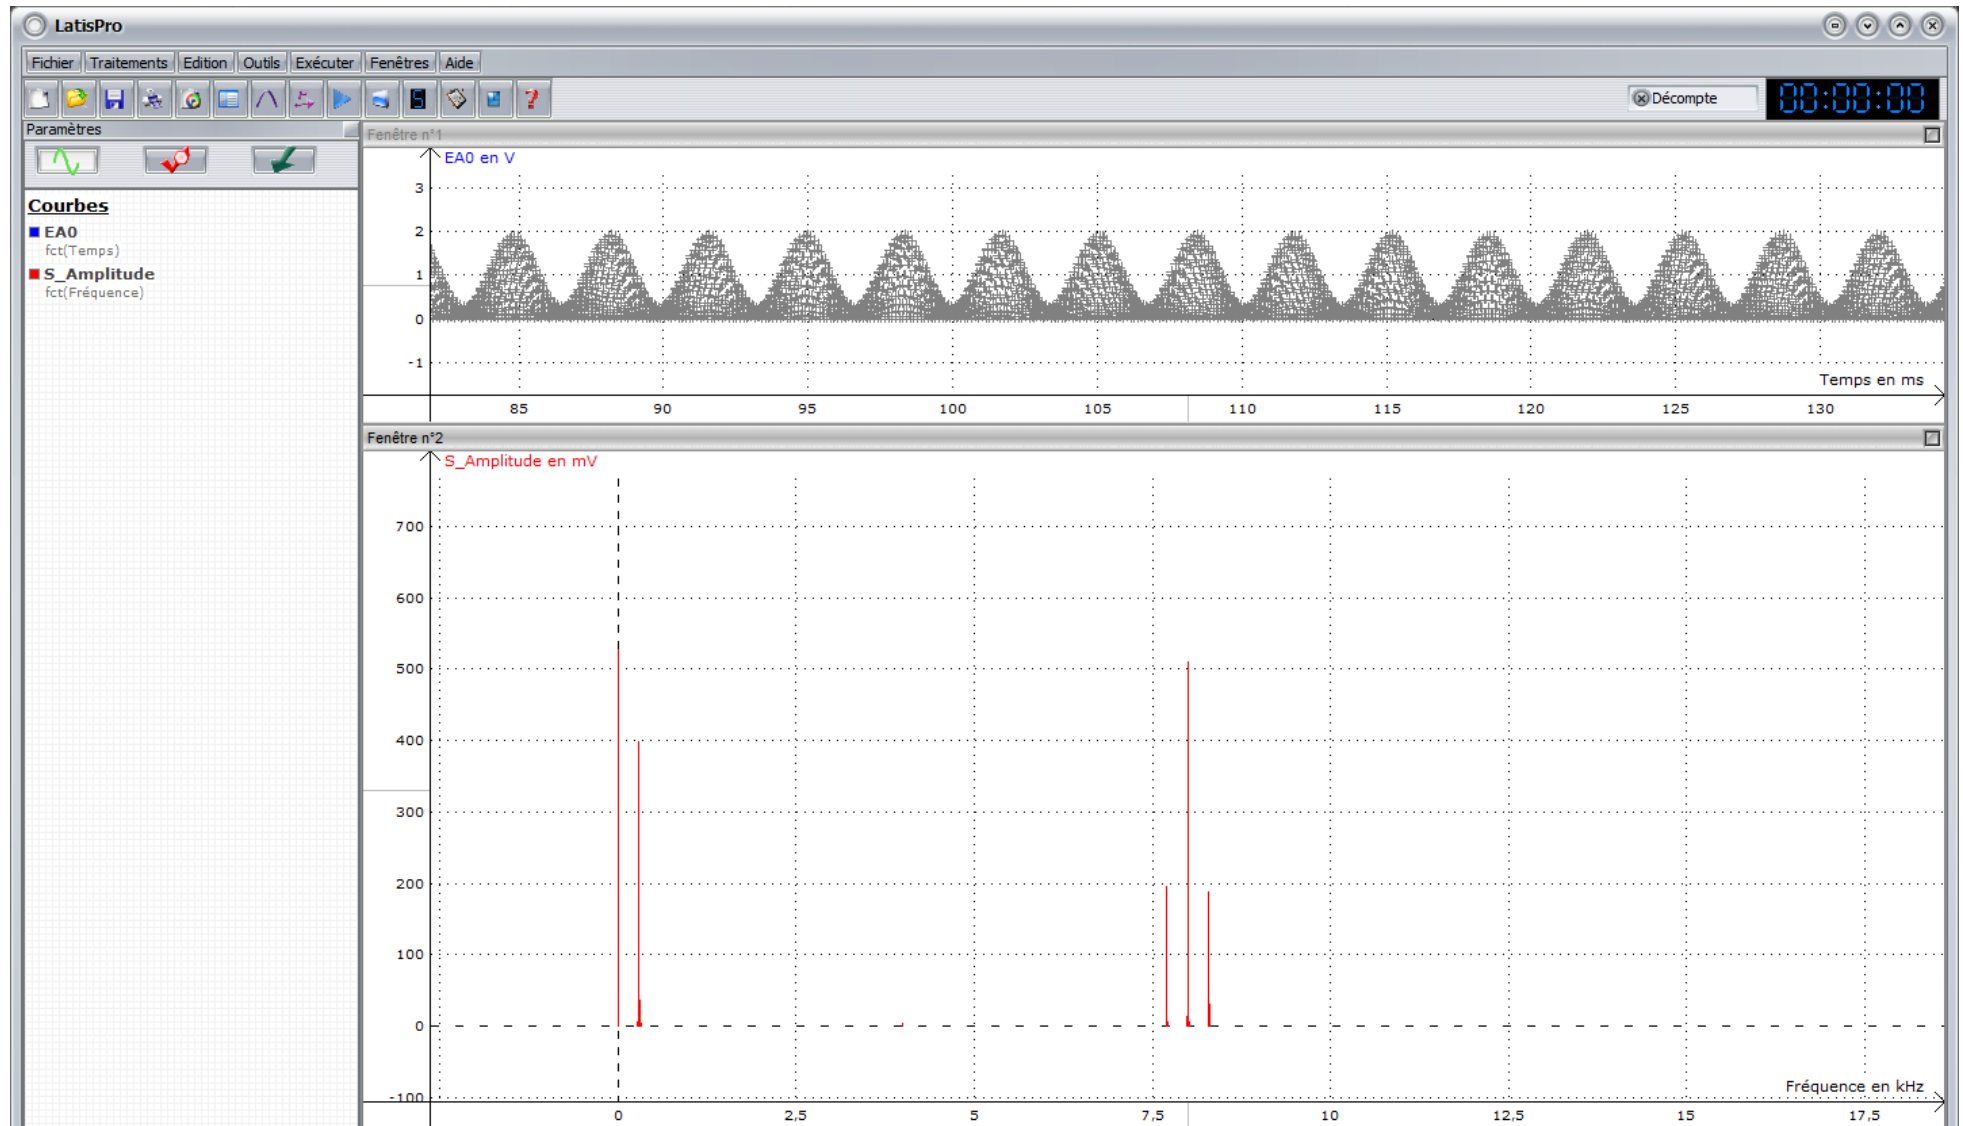 LatisPro
Fichier Traitements Edition Outils Exécuter Fenêtres Aide
Décompte 00:00:00
Paramètres
Courbes
EA0
fct(Temps)
S_Amplitude
fct(Fréquence)
Fenêtre n°1
EA0 en V
3
2
1
0
-1
Temps en ms
85 90 95 100 105 110 115 120 125 130
Fenêtre n°2
S_Amplitude en mV
700
600
500
400
300
200
100
0
-100
Fréquence en kHz
0 2,5 5 7,5 10 12,5 15 17,5